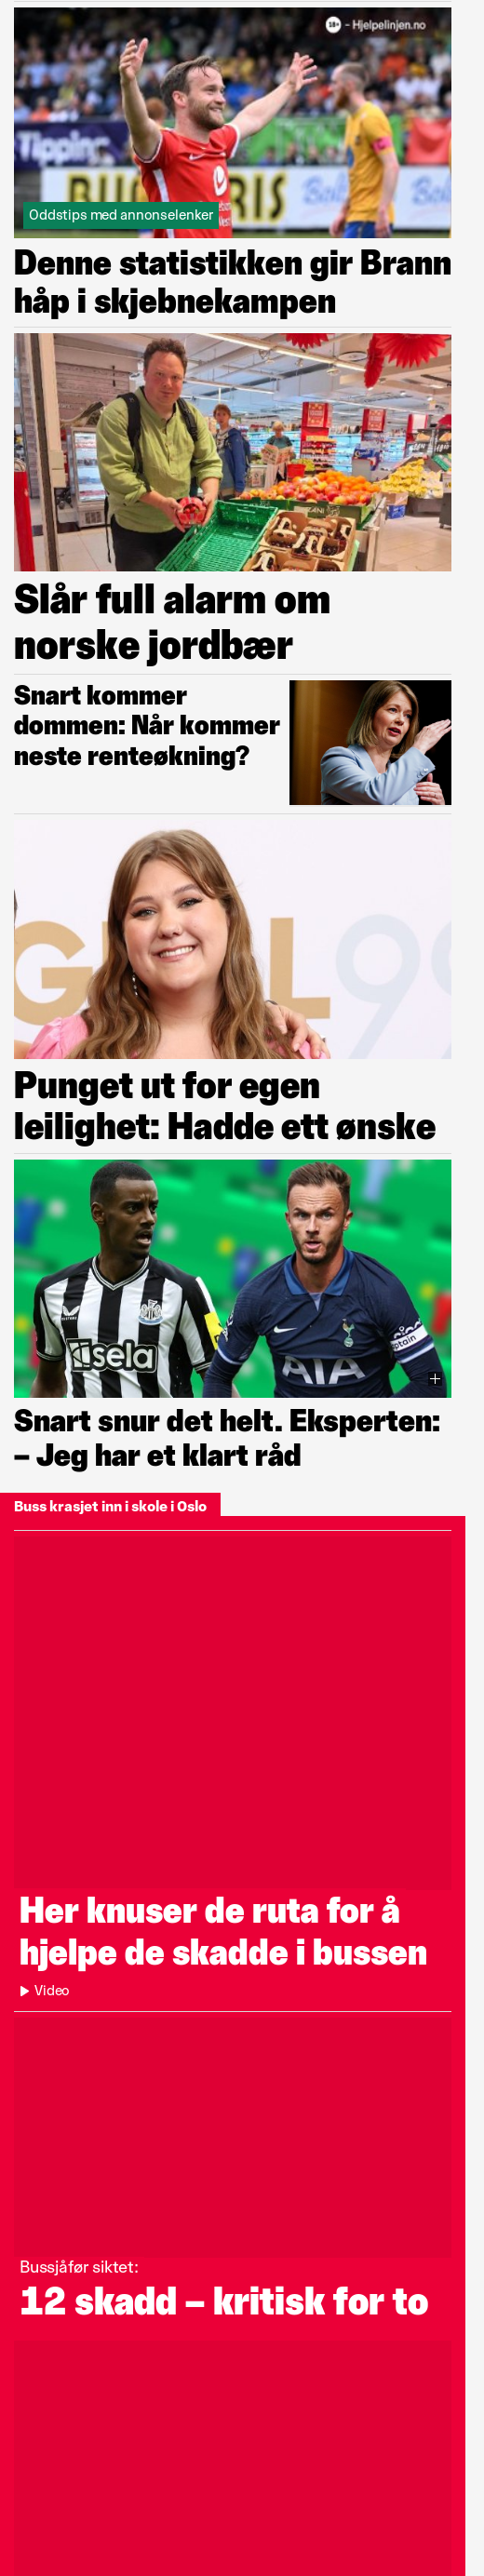 18+ - Hjelpelinjen.no
Tipping
Oddstips med annonselenker
Denne statistikken gir Brann
håp i skjebnekampen
Slår full alarm om
norske jordbær
Snart kommer
dommen: Når kommer
neste renteøkning?
Punget ut for egen
leilighet: Hadde ett ønske
sela
AIA
Snart snur det helt. Eksperten:
– Jeg har et klart råd
Buss krasjet inn i skole i Oslo
Her knuser de ruta for å
hjelpe de skadde i bussen
Video
Bussjåfør siktet:
12 skadd – kritisk for to